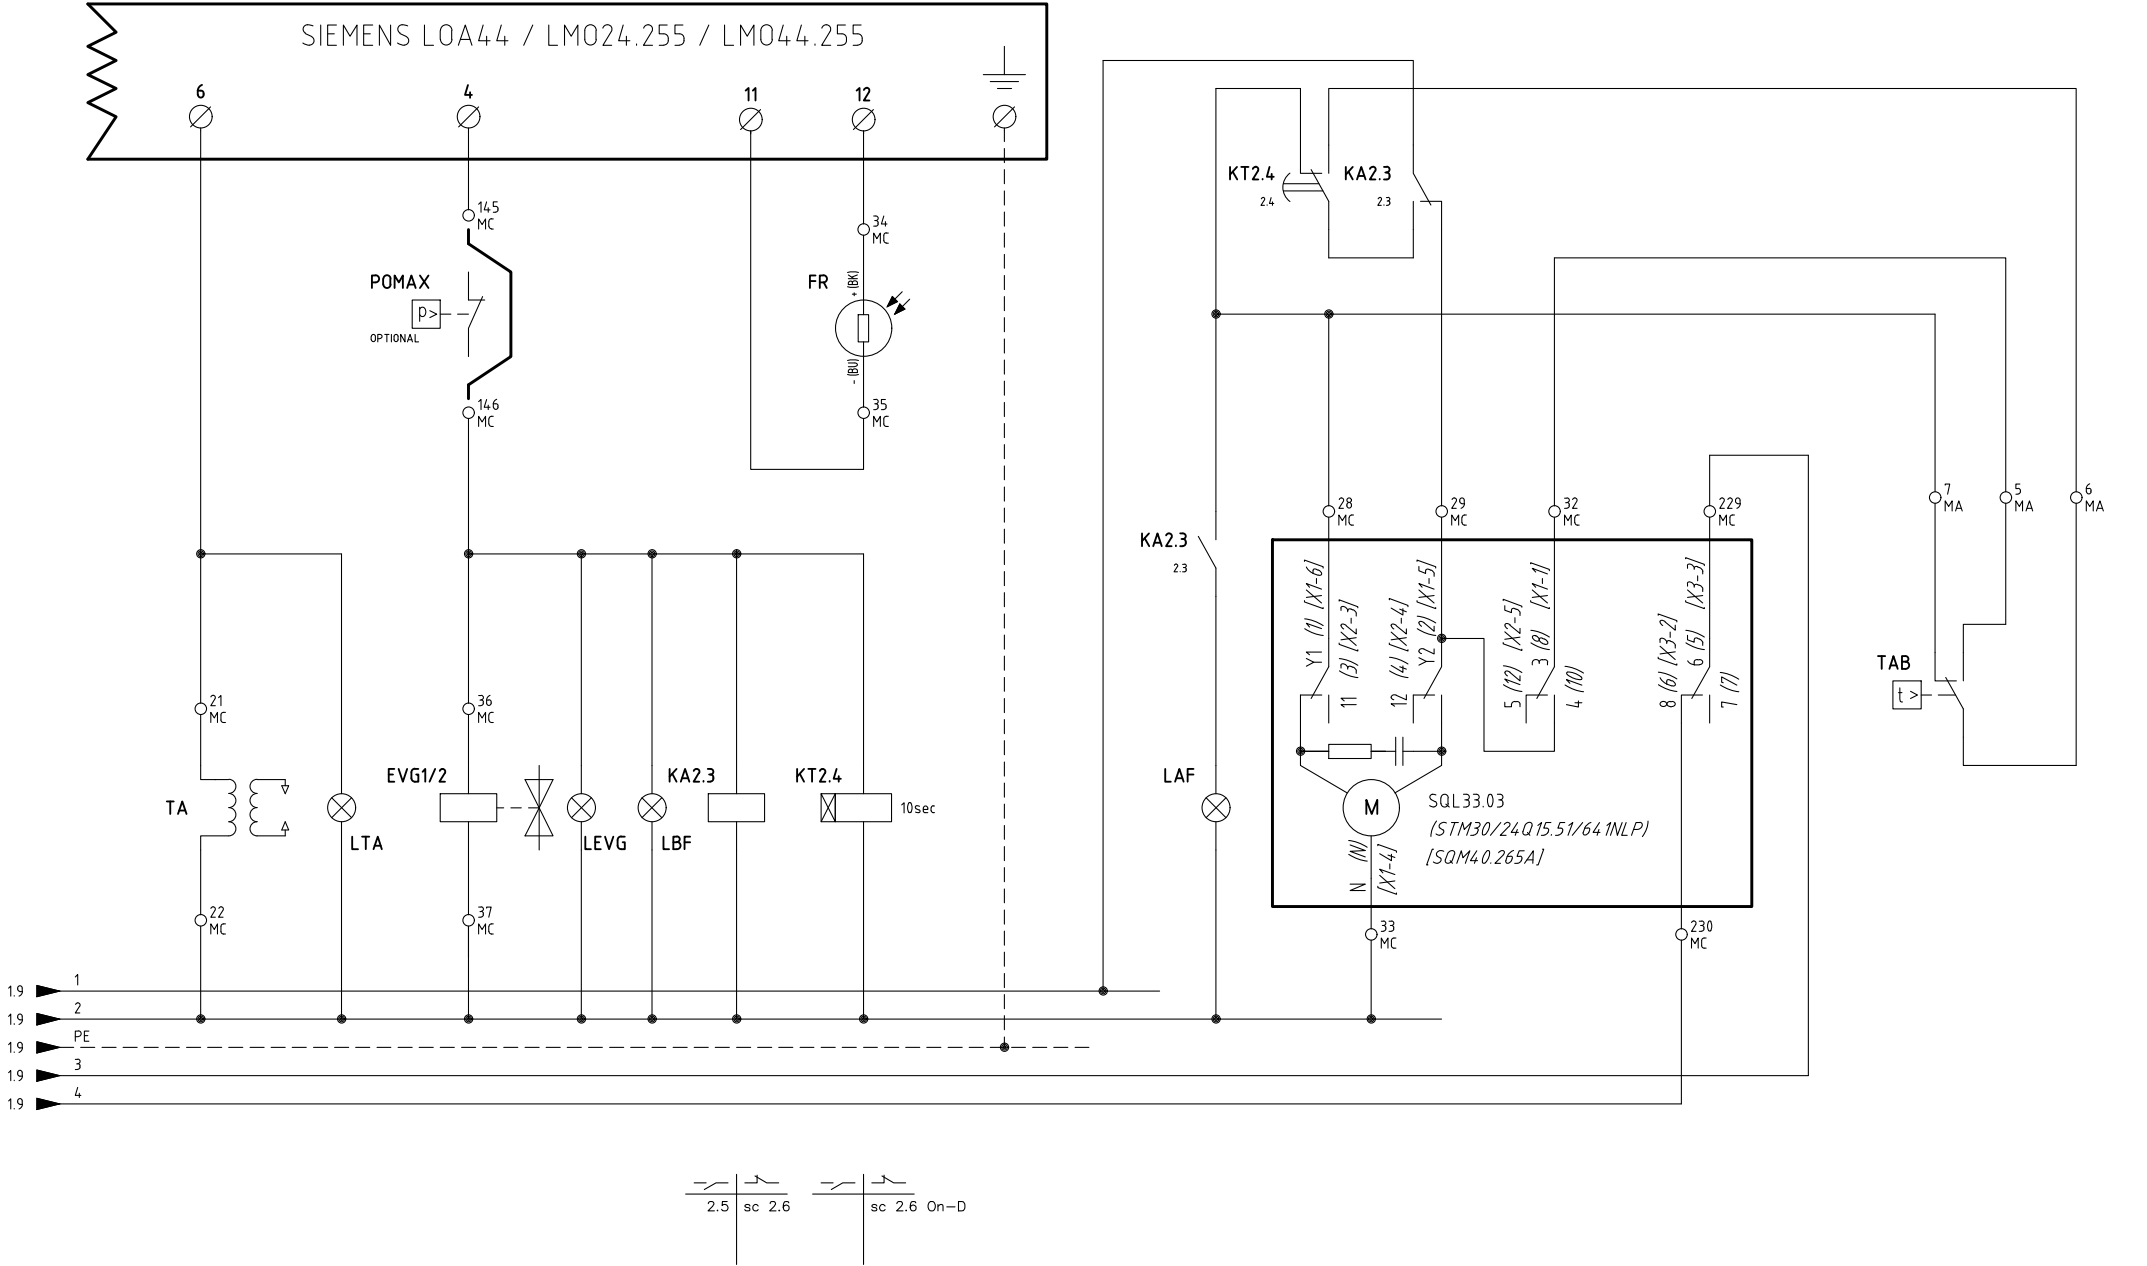 SIEMENS LOA44 / LMO24.255 / LMO44.255
6
4
11
12
KT2.4
2.4
KA2.3
2.3
145
MC
34
MC
POMAX
p>
OPTIONAL
FR
+ (BK)
- (BU)
146
MC
35
MC
28
MC
29
MC
32
MC
229
MC
7
MA
5
MA
6
MA
KA2.3
2.3
Y1 (1) [X1-6]
11 (3) [X2-3]
12 (4) [X2-4]
Y2 (2) [X1-5]
5 (12) [X2-5]
3 (8) [X1-1]
4 (10)
8 (6) [X3-2]
6 (5) [X3-3]
7 (7)
TAB
t >
21
MC
36
MC
TA
LTA
EVG1/2
LEVG
LBF
KA2.3
KT2.4
10sec
LAF
M
SQL33.03
(STM30/24Q15.51/641NLP)
[SQM40.265A]
N (N)
[X1-4]
22
MC
37
MC
33
MC
230
MC
1.9 1
1.9 2
1.9 PE
1.9 3
1.9 4
2.5 sc 2.6
sc 2.6 On-D